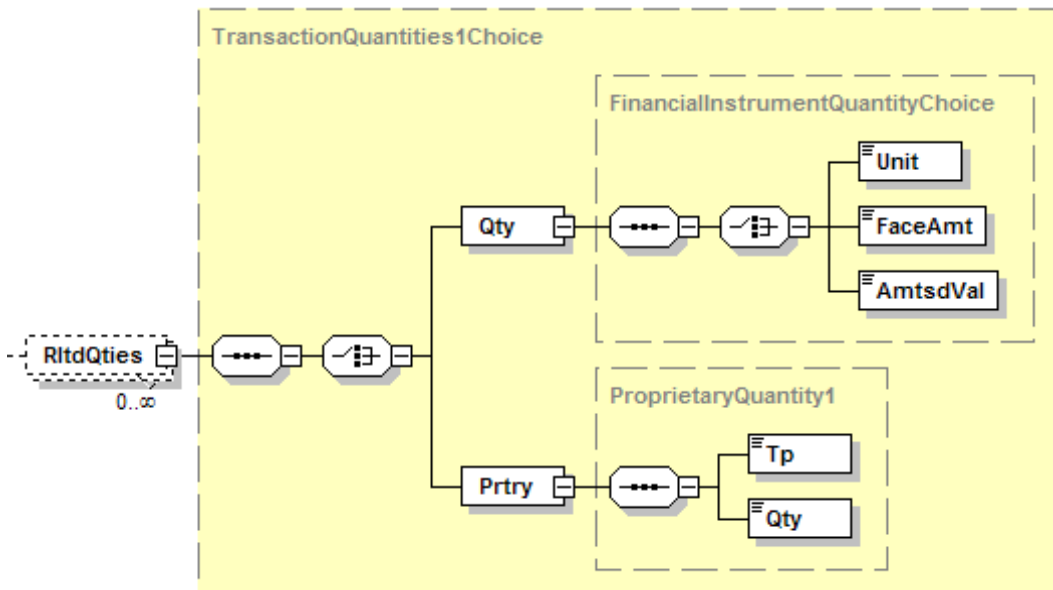 TransactionQuantities1Choice
FinancialInstrumentQuantityChoice
Unit
Qty
FaceAmt
AmtsdVal
RltdQties
0..∞
ProprietaryQuantity1
Tp
Prtry
Qty